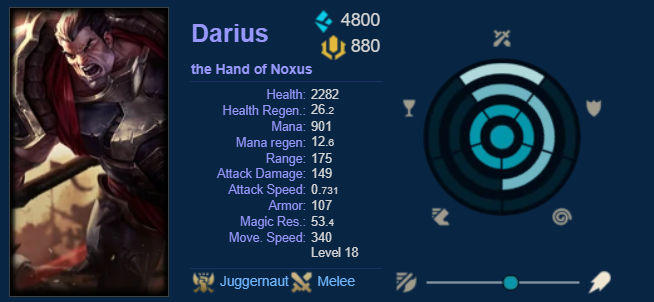 Darius
4800
880
the Hand of Noxus
Health: 2282
Health Regen.: 26.2
Mana: 901
Mana regen: 12.6
Range: 175
Attack Damage: 149
Attack Speed: 0.731
Armor: 107
Magic Res.: 53.4
Move. Speed: 340
Level 18
Juggernaut Melee